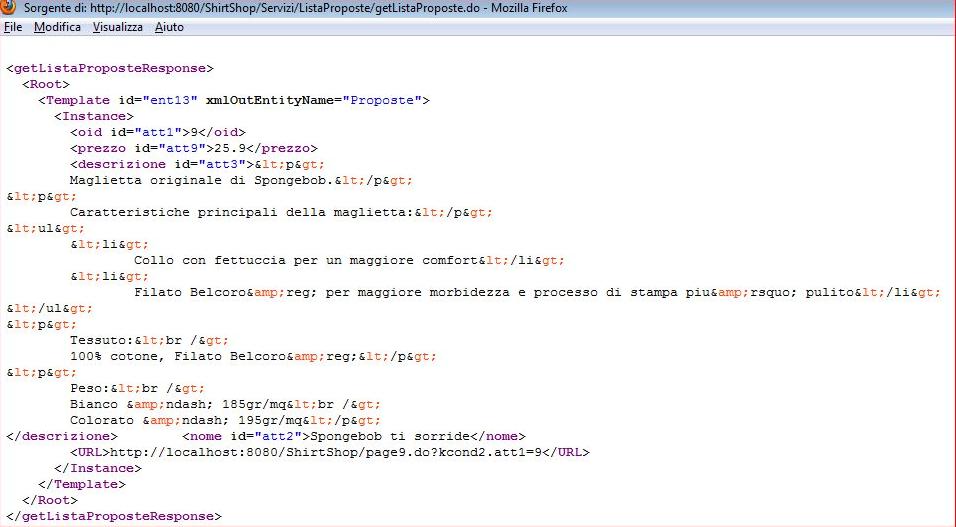 Sorgente di: http://localhost:8080/ShirtShop/Servizi/ListaProposte/getListaProposte.do - Mozilla Firefox
File Modifica Visualizza Aiuto
<getListaProposteResponse>
<Root>
<Template id="ent13" xmlOutEntityName="Proposte">
<Instance>
<oid id="att1">9</oid>
<prezzo id="att9">25.9</prezzo>
<descrizione id="att3">&lt;p&gt;
Maglietta originale di Spongebob.&lt;/p&gt;
&lt;p&gt;
Caratteristiche principali della maglietta:&lt;/p&gt;
&lt;ul&gt;
&lt;li&gt;
Collo con fettuccia per un maggiore comfort&lt;/li&gt;
&lt;li&gt;
Filato Belcoro&amp;reg; per maggiore morbidezza e processo di stampa piu&amp;rsquo; pulito&lt;/li&gt;
&lt;/ul&gt;
&lt;p&gt;
Tessuto:&lt;br /&gt;
100% cotone, Filato Belcoro&amp;reg;&lt;/p&gt;
&lt;p&gt;
Peso:&lt;br /&gt;
Bianco &amp;ndash; 185gr/mq&lt;br /&gt;
Colorato &amp;ndash; 195gr/mq&lt;/p&gt;
</descrizione> <nome id="att2">Spongebob ti sorride</nome>
<URL>http://localhost:8080/ShirtShop/page9.do?kcond2.att1=9</URL>
</Instance>
</Template>
</Root>
</getListaProposteResponse>